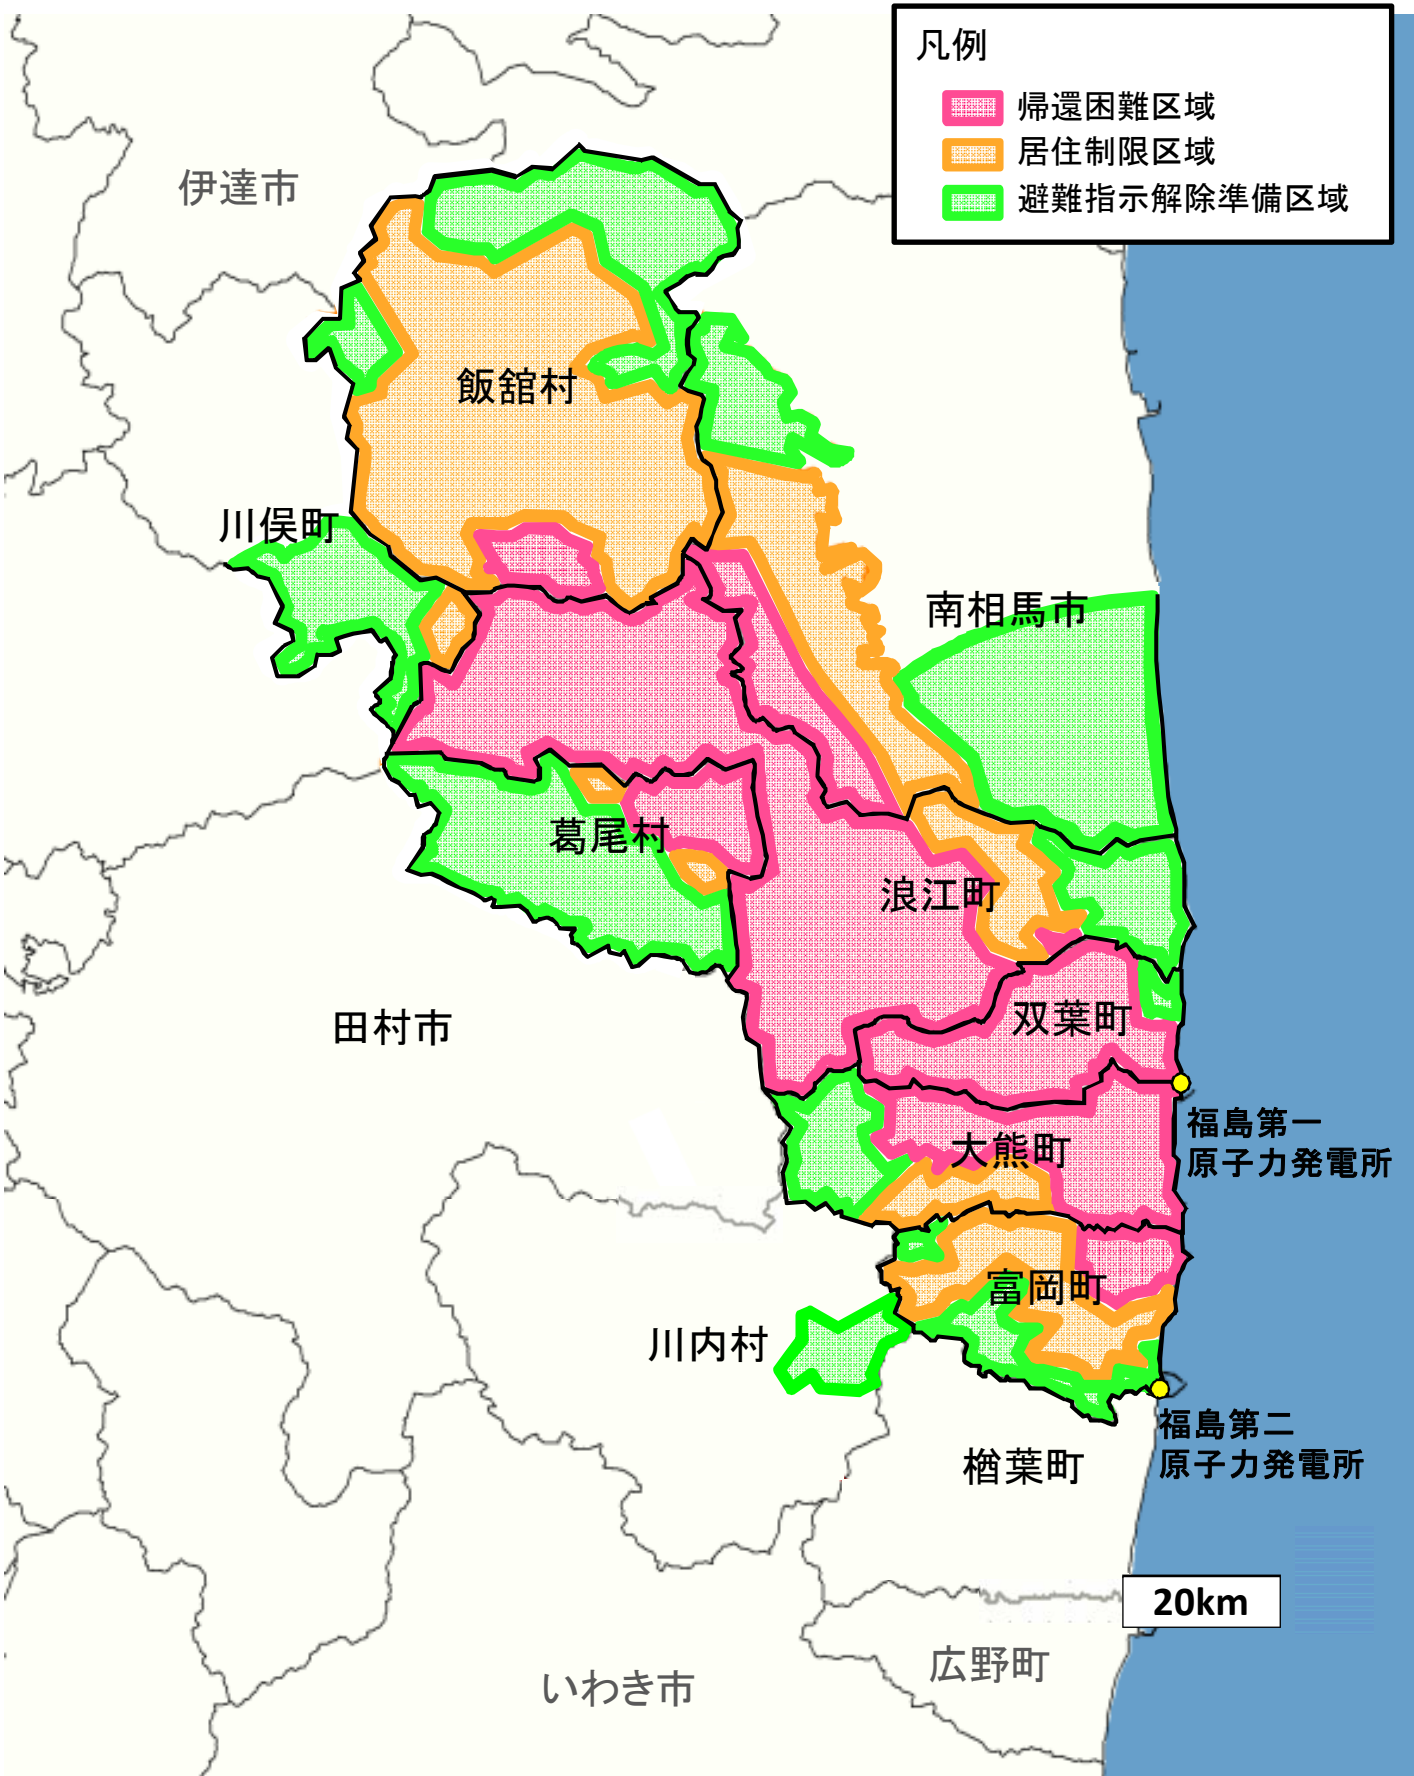 凡例
帰還困難区域
居住制限区域
避難指示解除準備区域
伊達市
飯舘村
川俣町
南相馬市
葛尾村
浪江町
田村市
双葉町
福島第一
原子力発電所
大熊町
富岡町
川内村
福島第二
原子力発電所
楢葉町
20km
広野町
いわき市